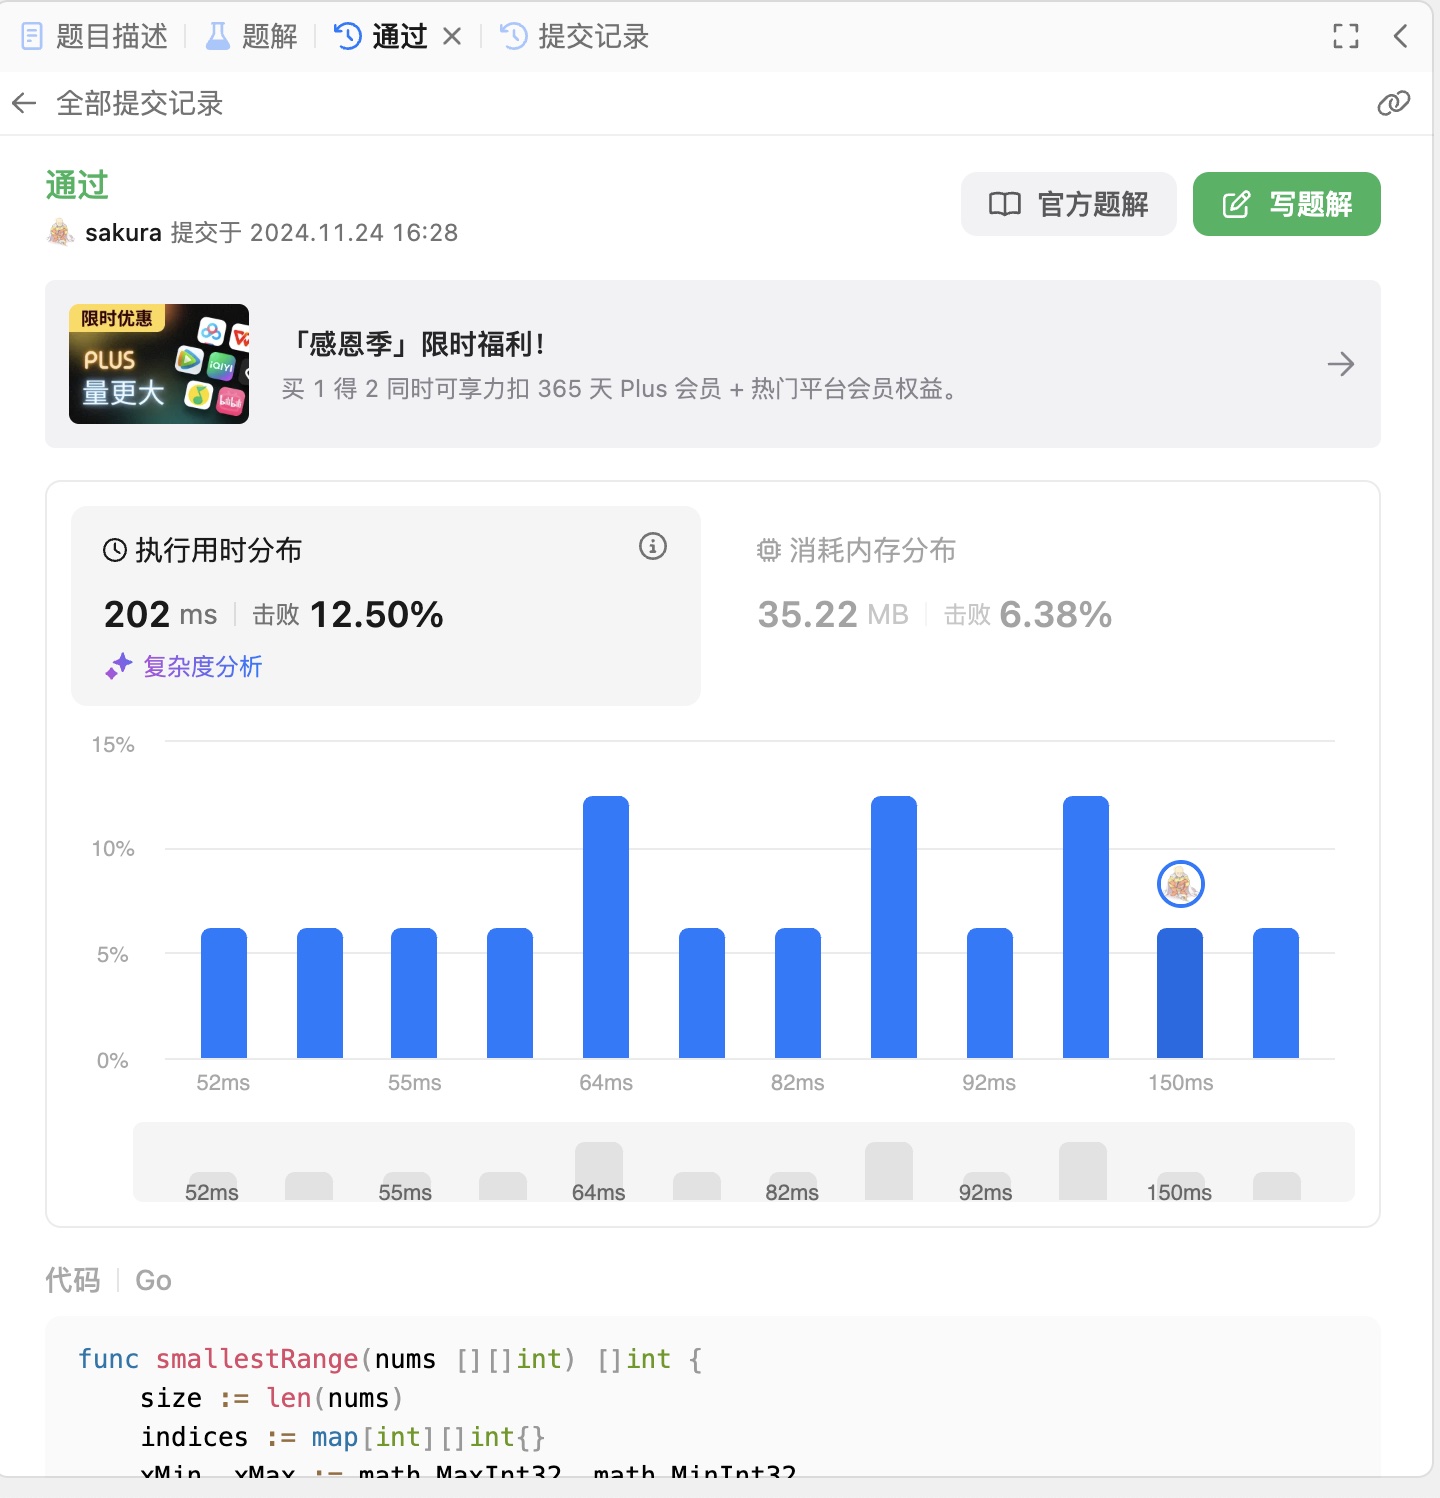 题目描述 题解 通过 提交记录
全部提交记录
通过
官方题解
写题解
sakura 提交于 2024.11.24 16:28
限时优惠
PLUS
量更大
iQIYI
bilibili
「感恩季」限时福利!
买 1 得 2 同时可享力扣 365 天 Plus 会员 + 热门平台会员权益。
执行用时分布
202 ms 击败 12.50%
复杂度分析
消耗内存分布
35.22 MB 击败 6.38%
15%
10%
5%
0%
52ms 55ms 64ms 82ms 92ms 150ms
52ms 55ms 64ms 82ms 92ms 150ms
代码 Go
func smallestRange(nums [][]int) []int {
size := len(nums)
indices := map[int][]int{}
xMin, xMax := math.MaxInt32, math.MinInt32